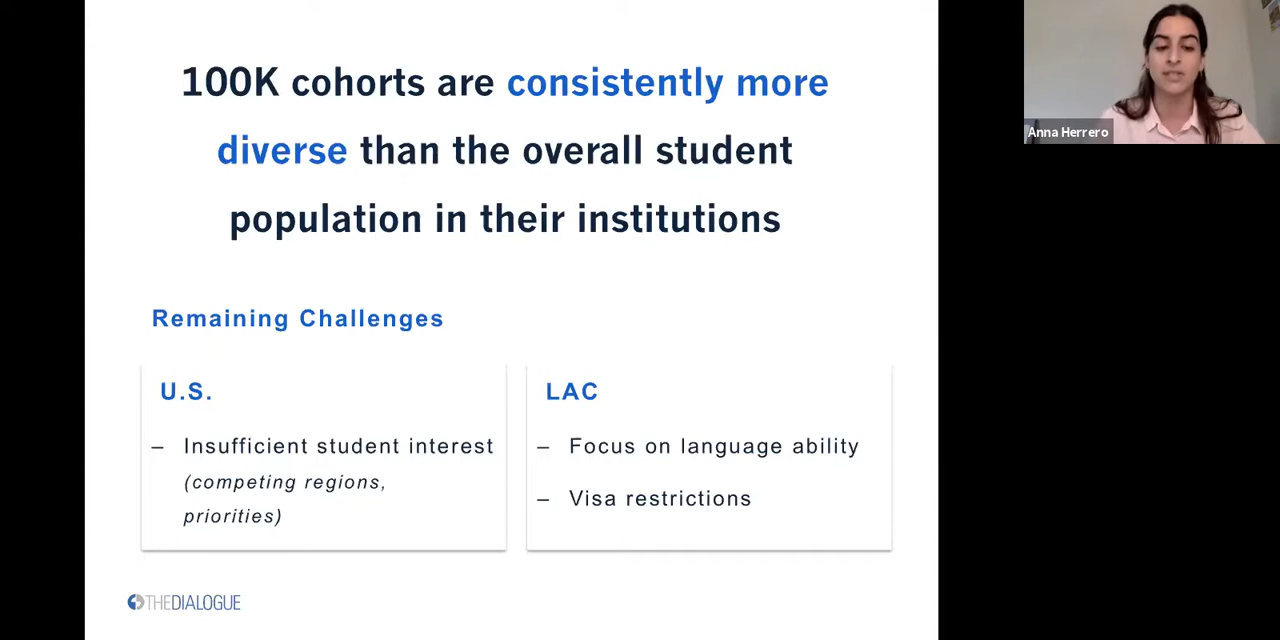 100K cohorts are consistently more
diverse than the overall student
population in their institutions
Remaining Challenges
U.S.
– Insufficient student interest
(competing regions,
priorities)
LAC
– Focus on language ability
– Visa restrictions
THEDIALOGUE
Anna Herrero